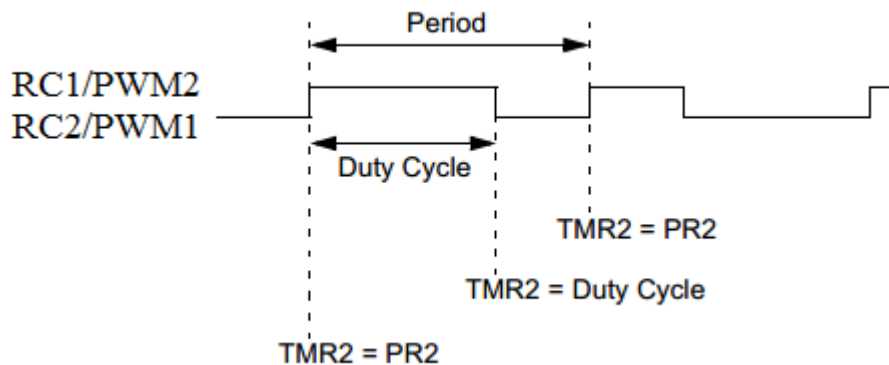 Period
RC1/PWM2
RC2/PWM1
Duty Cycle
TMR2 = PR2
TMR2 = Duty Cycle
TMR2 = PR2